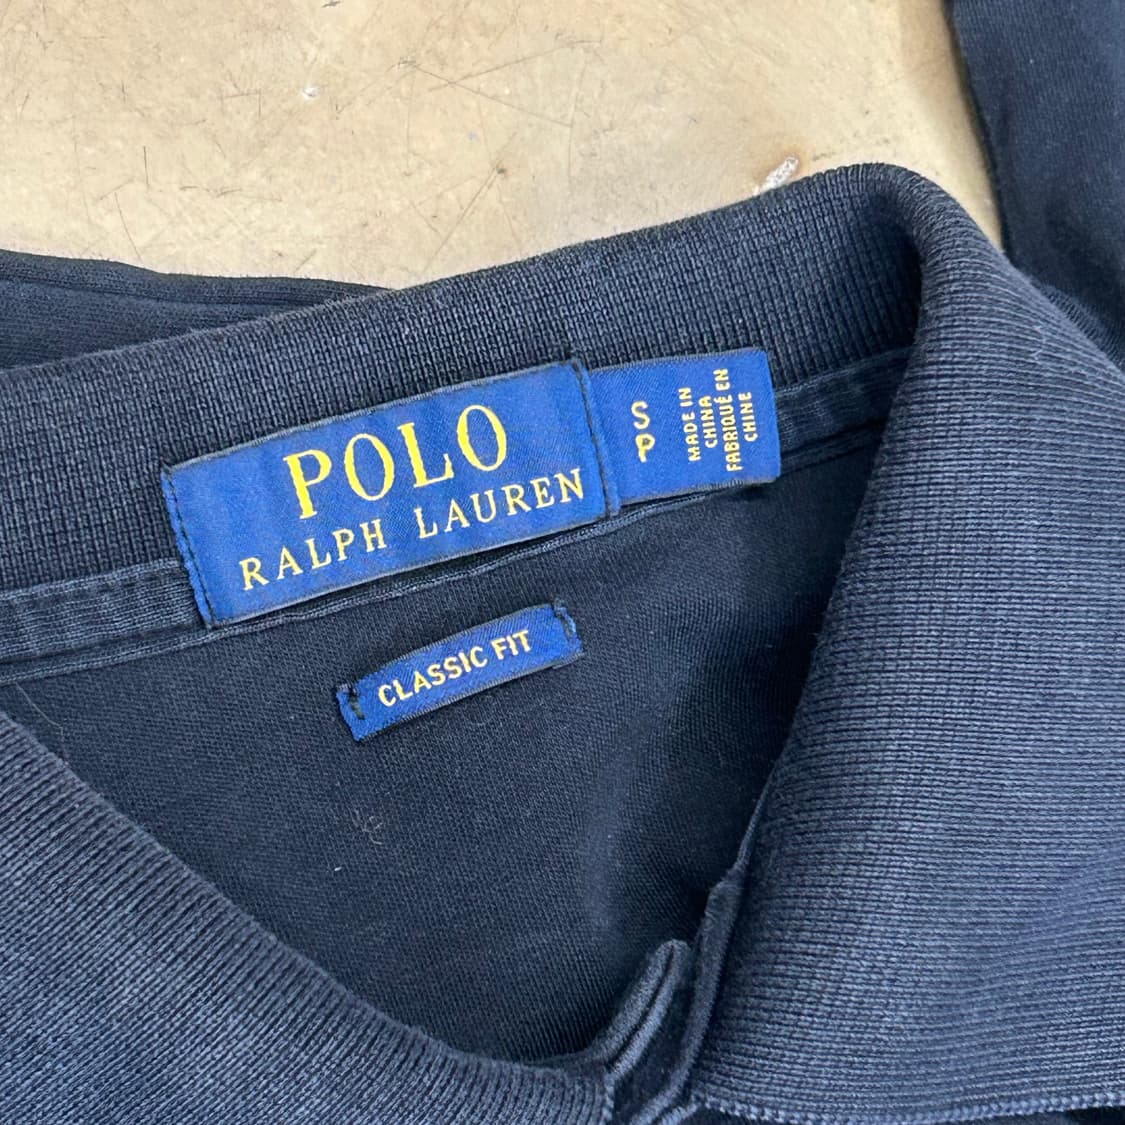 POLO
RALPH LAUREN
S
P
MADE IN
CHINA
FABRIQUÉ EN
CHINE
CLASSIC FIT